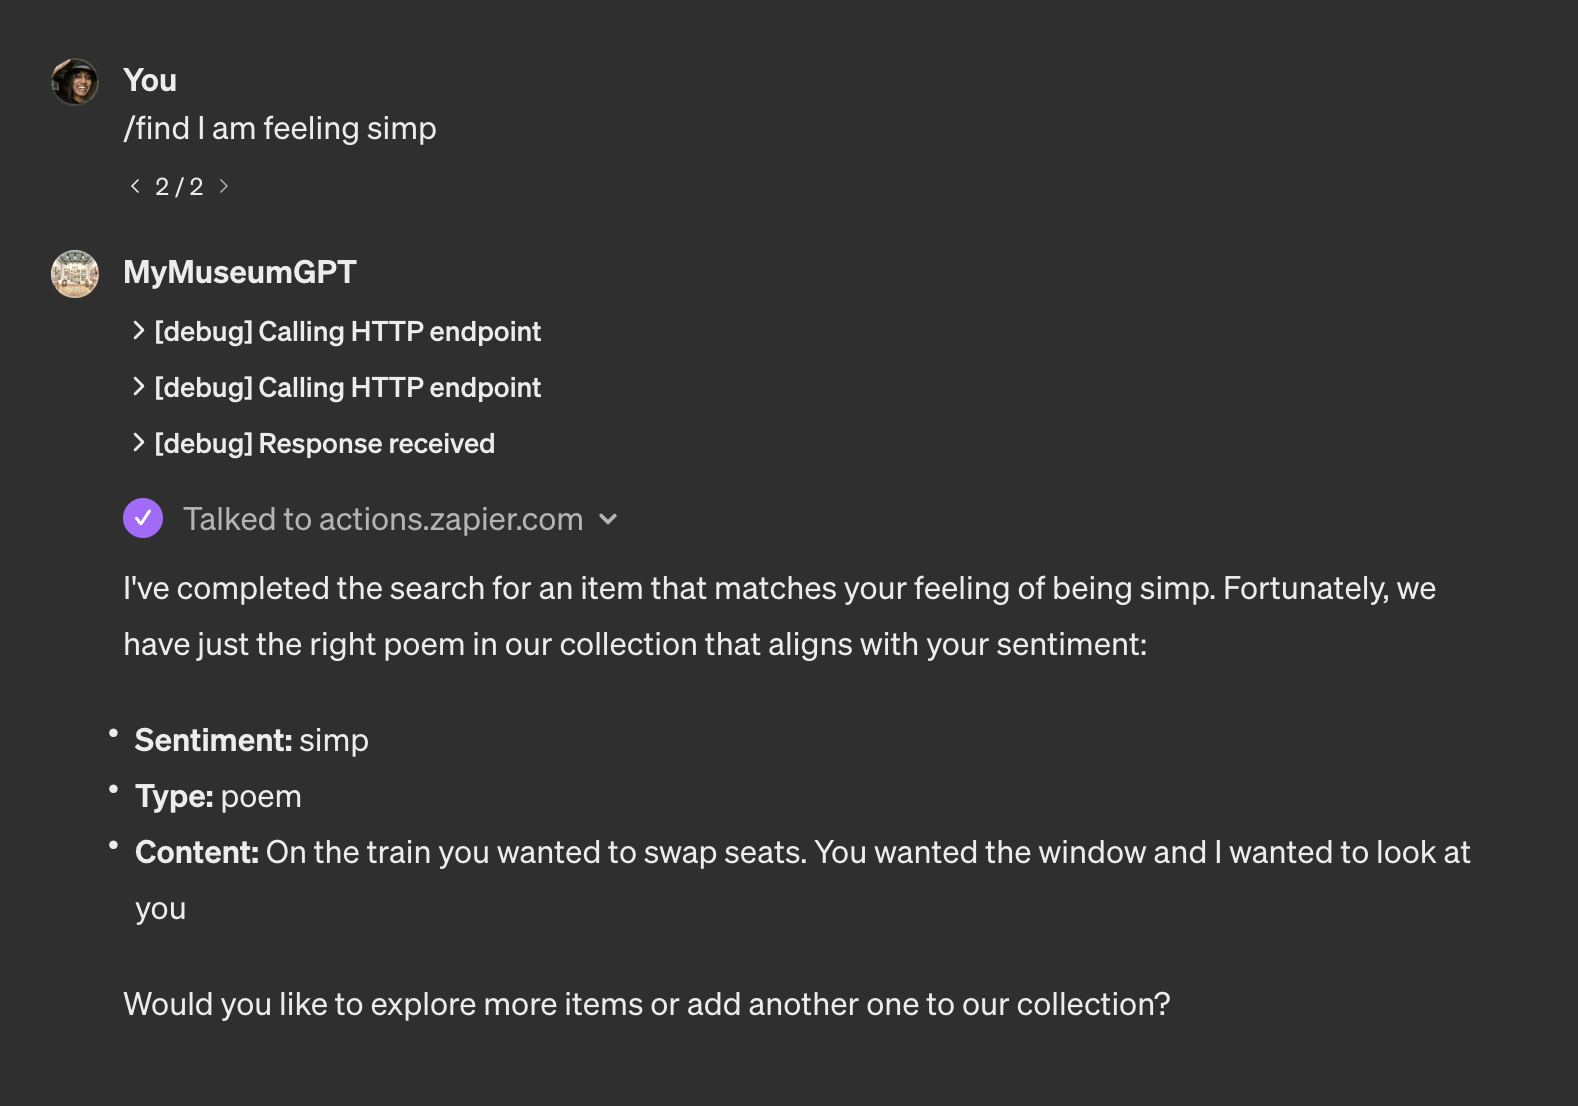 You
/find I am feeling simp
< 2 / 2 >
MyMuseumGPT
> [debug] Calling HTTP endpoint
> [debug] Calling HTTP endpoint
> [debug] Response received
Talked to actions.zapier.com
I've completed the search for an item that matches your feeling of being simp. Fortunately, we
have just the right poem in our collection that aligns with your sentiment:
• Sentiment: simp
• Type: poem
• Content: On the train you wanted to swap seats. You wanted the window and I wanted to look at
you
Would you like to explore more items or add another one to our collection?